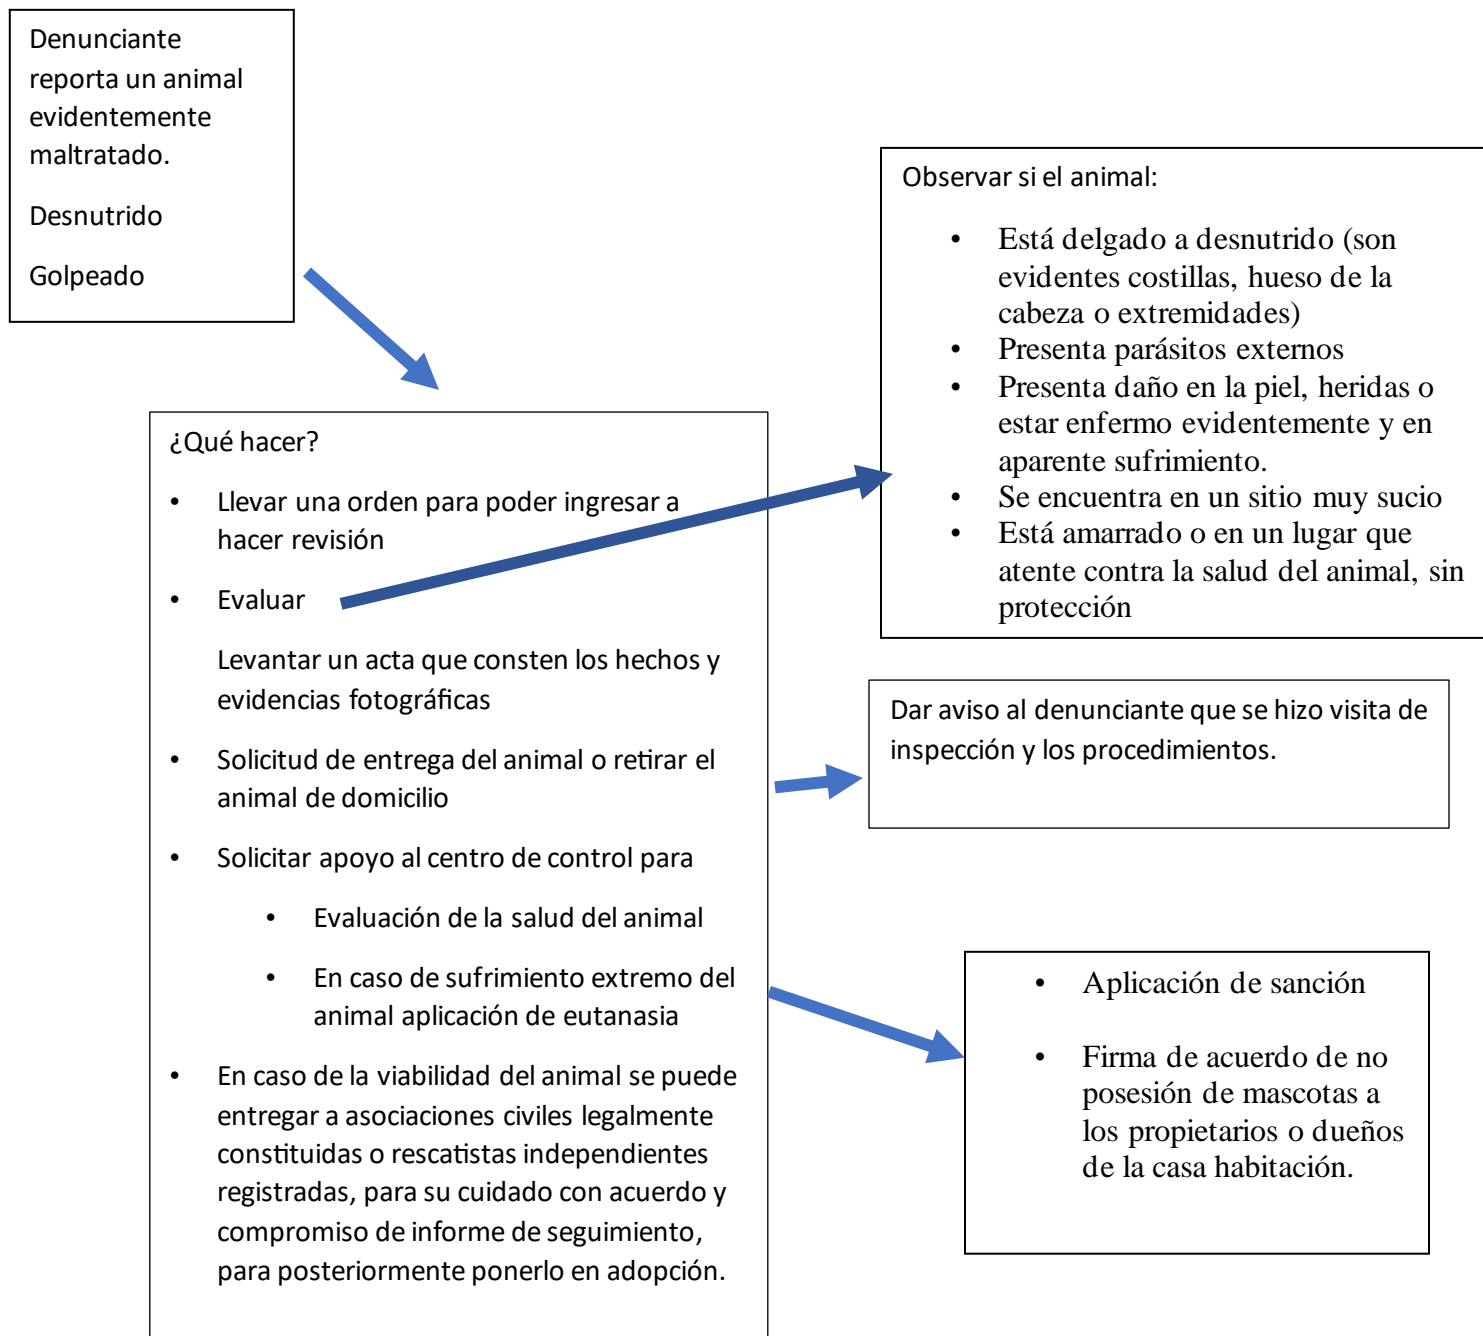 Denunciante
reporta un animal
evidentemente
maltratado.
Desnutrido
Golpeado
¿Qué hacer?
• Llevar una orden para poder ingresar a
hacer revisión
• Evaluar
Levantar un acta que consten los hechos y
evidencias fotográficas
• Solicitud de entrega del animal o retirar el
animal de domicilio
• Solicitar apoyo al centro de control para
• Evaluación de la salud del animal
• En caso de sufrimiento extremo del
animal aplicación de eutanasia
• En caso de la viabilidad del animal se puede
entregar a asociaciones civiles legalmente
constituidas o rescatistas independientes
registradas, para su cuidado con acuerdo y
compromiso de informe de seguimiento,
para posteriormente ponerlo en adopción.
Observar si el animal:
• Está delgado a desnutrido (son
evidentes costillas, hueso de la
cabeza o extremidades)
• Presenta parásitos externos
• Presenta daño en la piel, heridas o
estar enfermo evidentemente y en
aparente sufrimiento.
• Se encuentra en un sitio muy sucio
• Está amarrado o en un lugar que
atente contra la salud del animal, sin
protección
Dar aviso al denunciante que se hizo visita de
inspección y los procedimientos.
• Aplicación de sanción
• Firma de acuerdo de no
posesión de mascotas a
los propietarios o dueños
de la casa habitación.